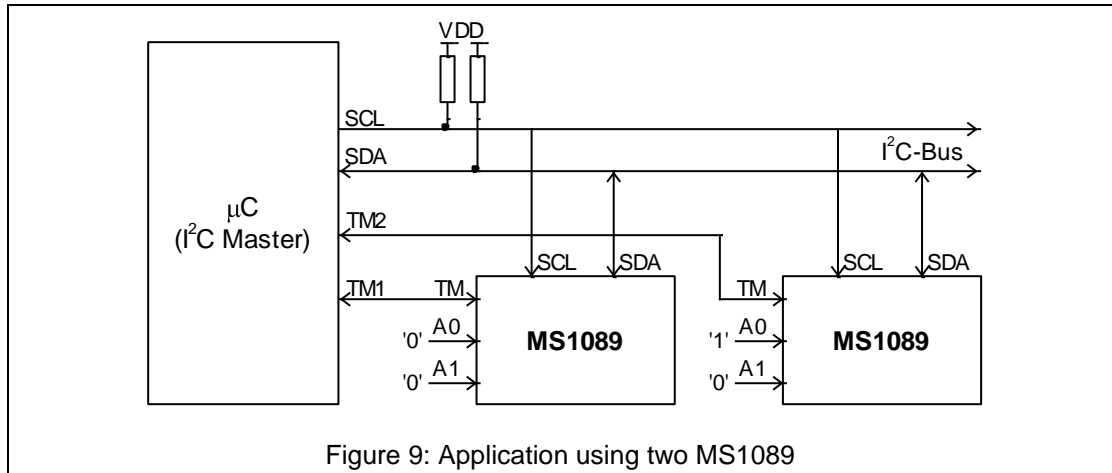 VDD
SCL
SDA
I²C-Bus
μC
(I²C Master)
TM2
SCL
SDA
SCL
SDA
TM1
TM
TM
'0' A0
MS1089
'1' A0
MS1089
'0' A1
'0' A1
Figure 9: Application using two MS1089